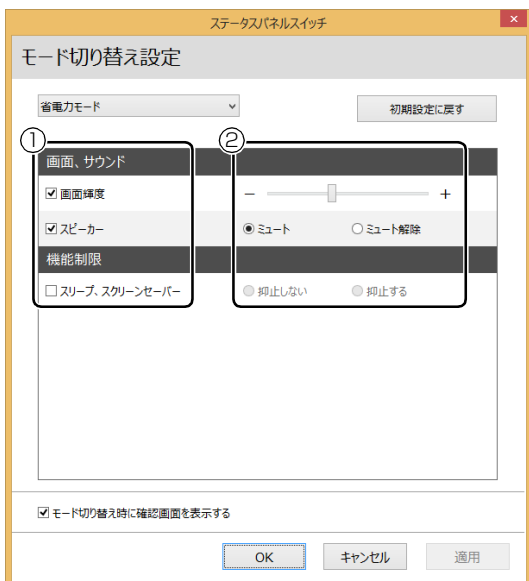 ステータスパネルスイッチ
×
モード切り替え設定
省電力モード
初期設定に戻す
① ②
画面、サウンド
画面輝度 − +
スピーカー ミュート ミュート解除
機能制限
スリープ、スクリーンセーバー 抑止しない 抑止する
モード切り替え時に確認画面を表示する
OK キャンセル 適用